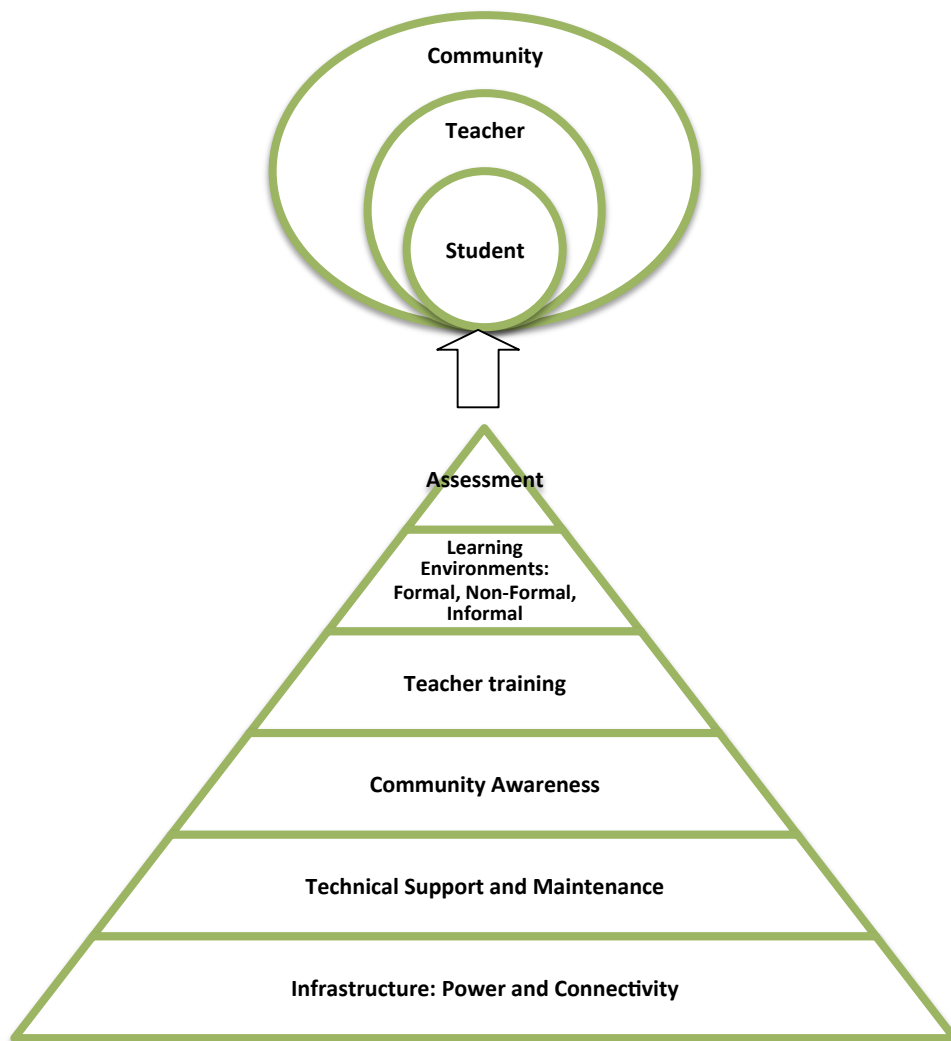 Community
Teacher
Student
Assessment
Learning
Environments:
Formal, Non-Formal,
Informal
Teacher training
Community Awareness
Technical Support and Maintenance
Infrastructure: Power and Connectivity